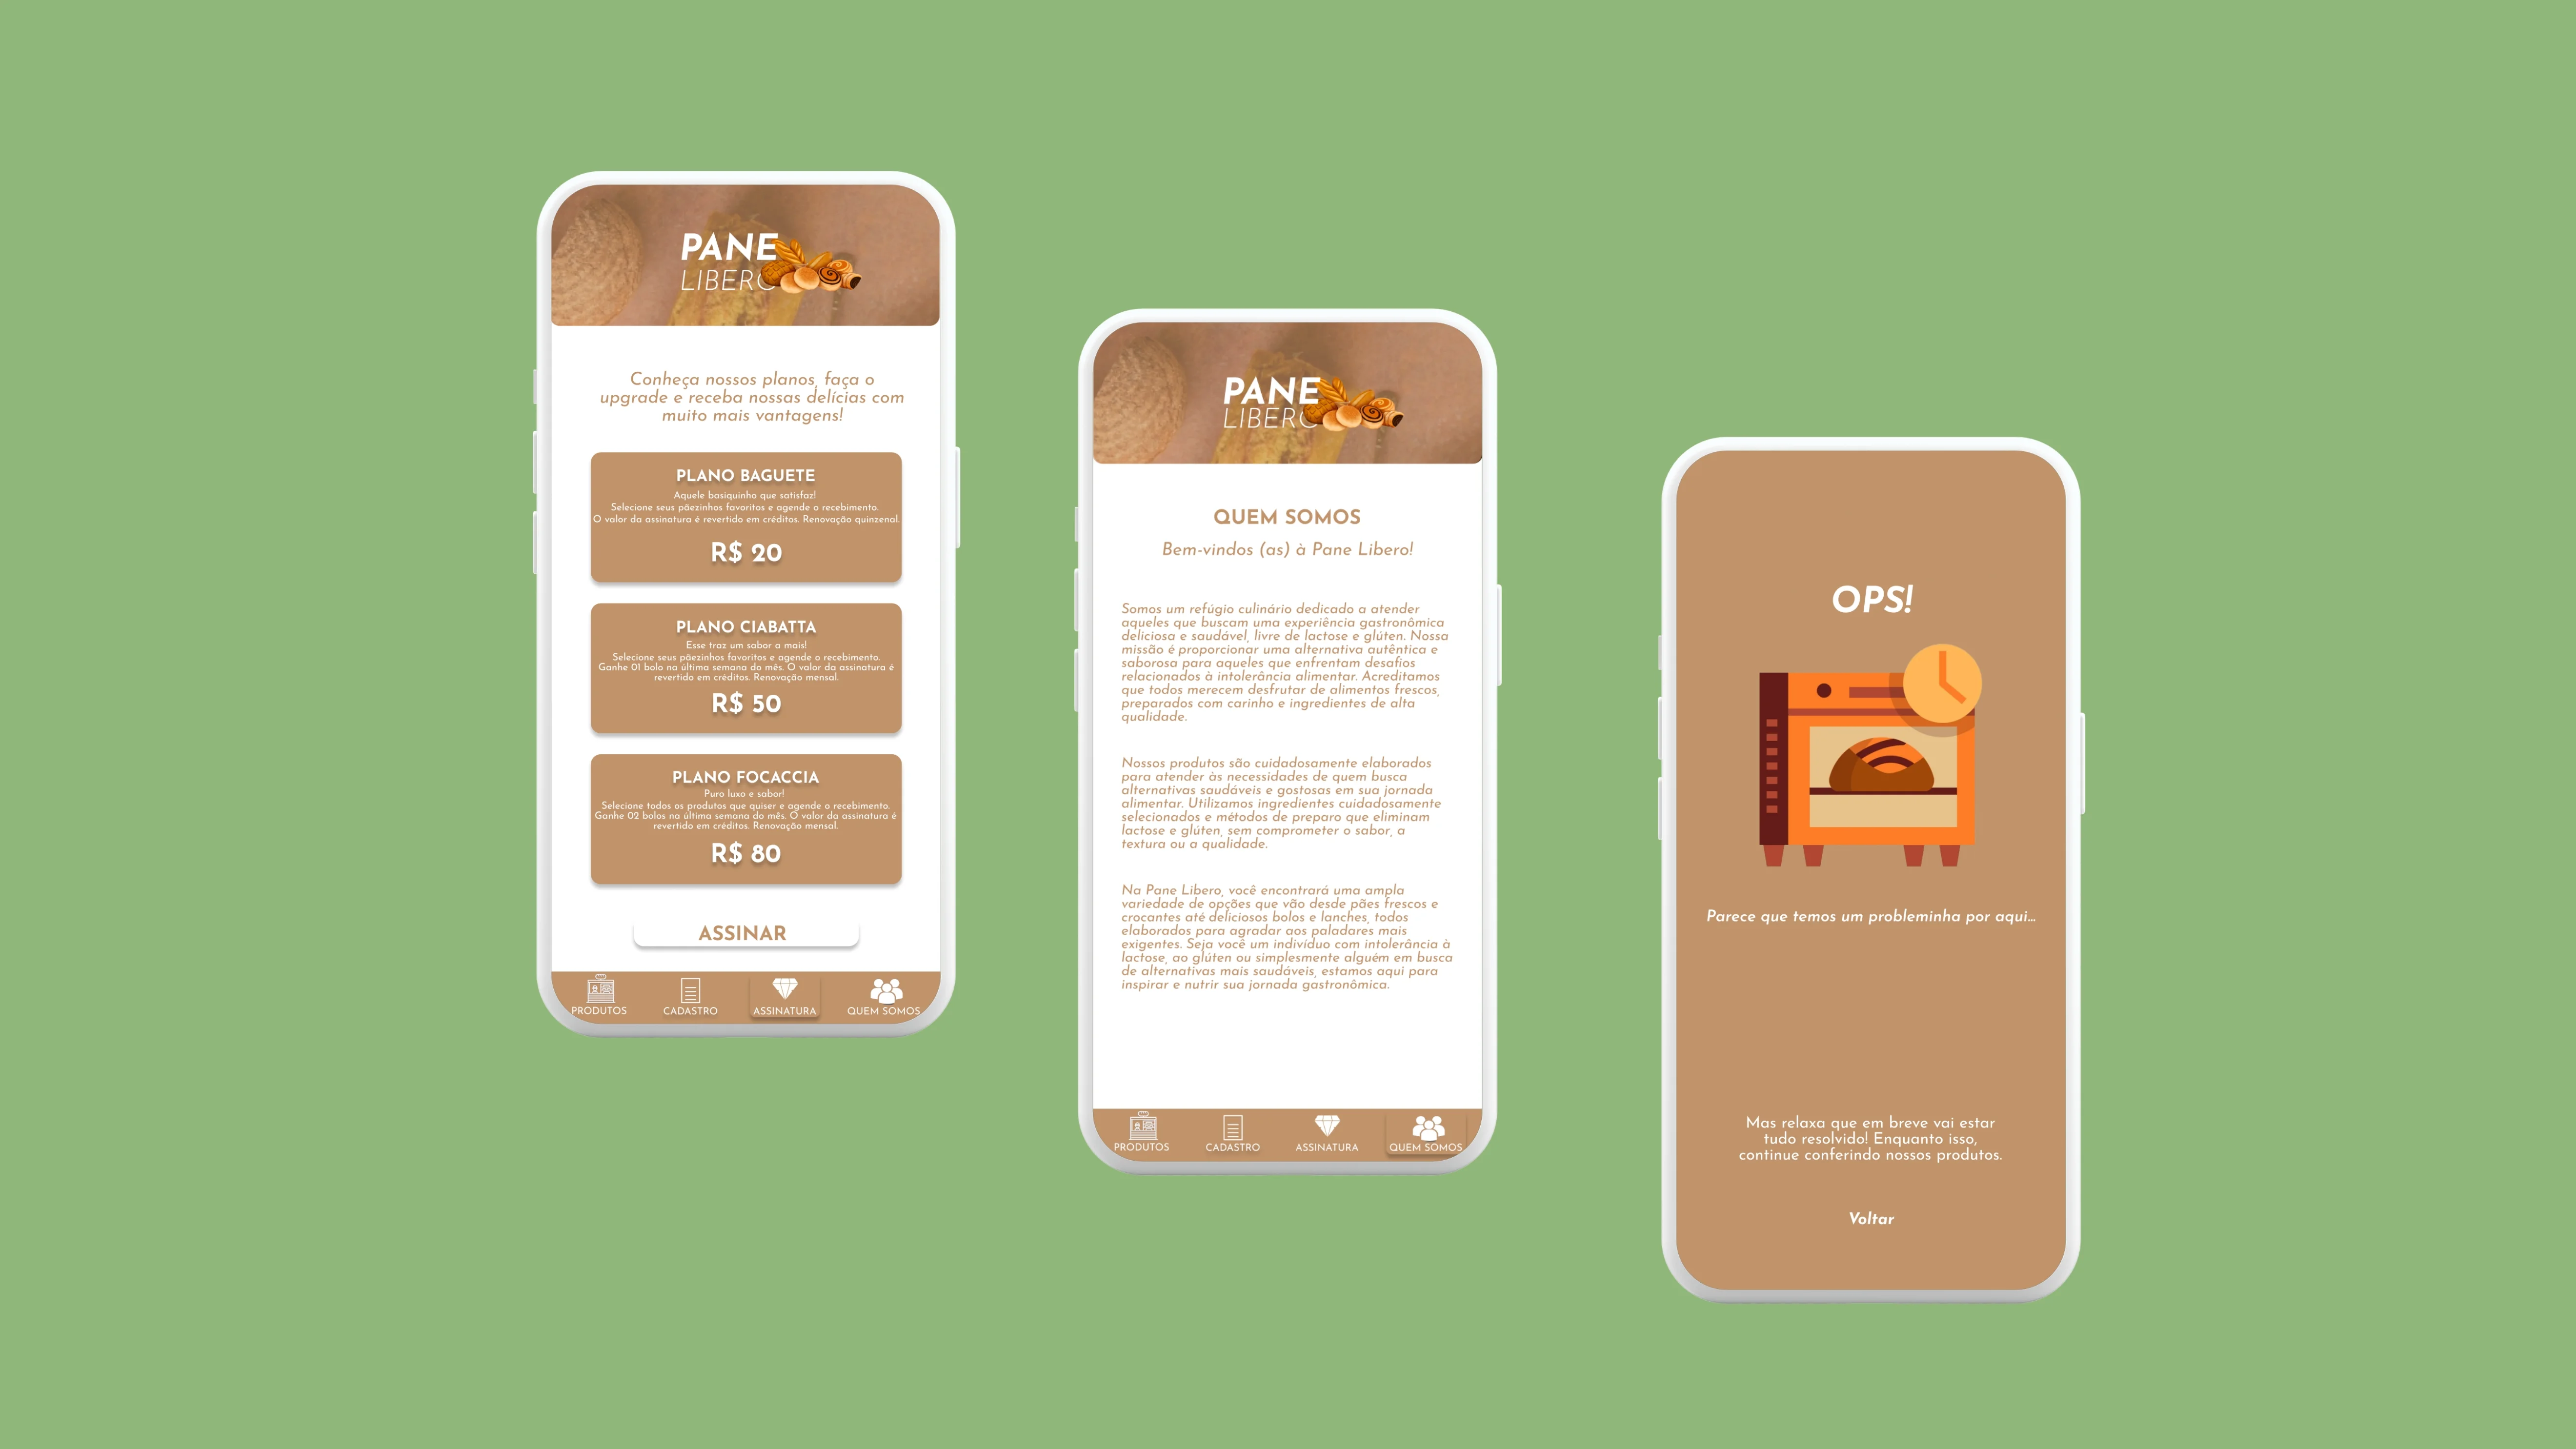 PANE
LIBERO
Conheça nossos planos, faça o
upgrade e receba nossas delícias com
muito mais vantagens!
PLANO BAGUETE
Aquele basiquinho que satisfaz!
Selecione seus pãezinhos favoritos e agende o recebimento.
O valor da assinatura é revertido em créditos. Renovação quinzenal.
R$ 20
PLANO CIABATTA
Esse traz um sabor a mais!
Selecione seus pãezinhos favoritos e agende o recebimento.
Ganhe 01 bolo na última semana do mês. O valor da assinatura é
revertido em créditos. Renovação mensal.
R$ 50
PLANO FOCACCIA
Puro luxo e sabor!
Selecione todos os produtos que quiser e agende o recebimento.
Ganhe 02 bolos na última semana do mês. O valor da assinatura é
revertido em créditos. Renovação mensal.
R$ 80
ASSINAR
PRODUTOS CADASTRO ASSINATURA QUEM SOMOS
PANE
LIBERO
QUEM SOMOS
Bem-vindos (as) à Pane Libero!
Somos um refúgio culinário dedicado a atender
aqueles que buscam uma experiência gastronômica
deliciosa e saudável, livre de lactose e glúten. Nossa
missão é proporcionar uma alternativa autêntica e
saborosa para aqueles que enfrentam desafios
relacionados à intolerância alimentar. Acreditamos
que todos merecem desfrutar de alimentos frescos,
preparados com carinho e ingredientes de alta
qualidade.
Nossos produtos são cuidadosamente elaborados
para atender às necessidades de quem busca
alternativas saudáveis e gostosas em sua jornada
alimentar. Utilizamos ingredientes cuidadosamente
selecionados e métodos de preparo que eliminam
lactose e glúten, sem comprometer o sabor, a
textura ou a qualidade.
Na Pane Libero, você encontrará uma ampla
variedade de opções que vão desde pães frescos e
crocantes até deliciosos bolos e lanches, todos
elaborados para agradar aos paladares mais
exigentes. Seja você um indivíduo com intolerância à
lactose, ao glúten ou simplesmente alguém em busca
de alternativas mais saudáveis, estamos aqui para
inspirar e nutrir sua jornada gastronômica.
PRODUTOS CADASTRO ASSINATURA QUEM SOMOS
OPS!
Parece que temos um probleminha por aqui...
Mas relaxa que em breve vai estar
tudo resolvido! Enquanto isso,
continue conferindo nossos produtos.
Voltar